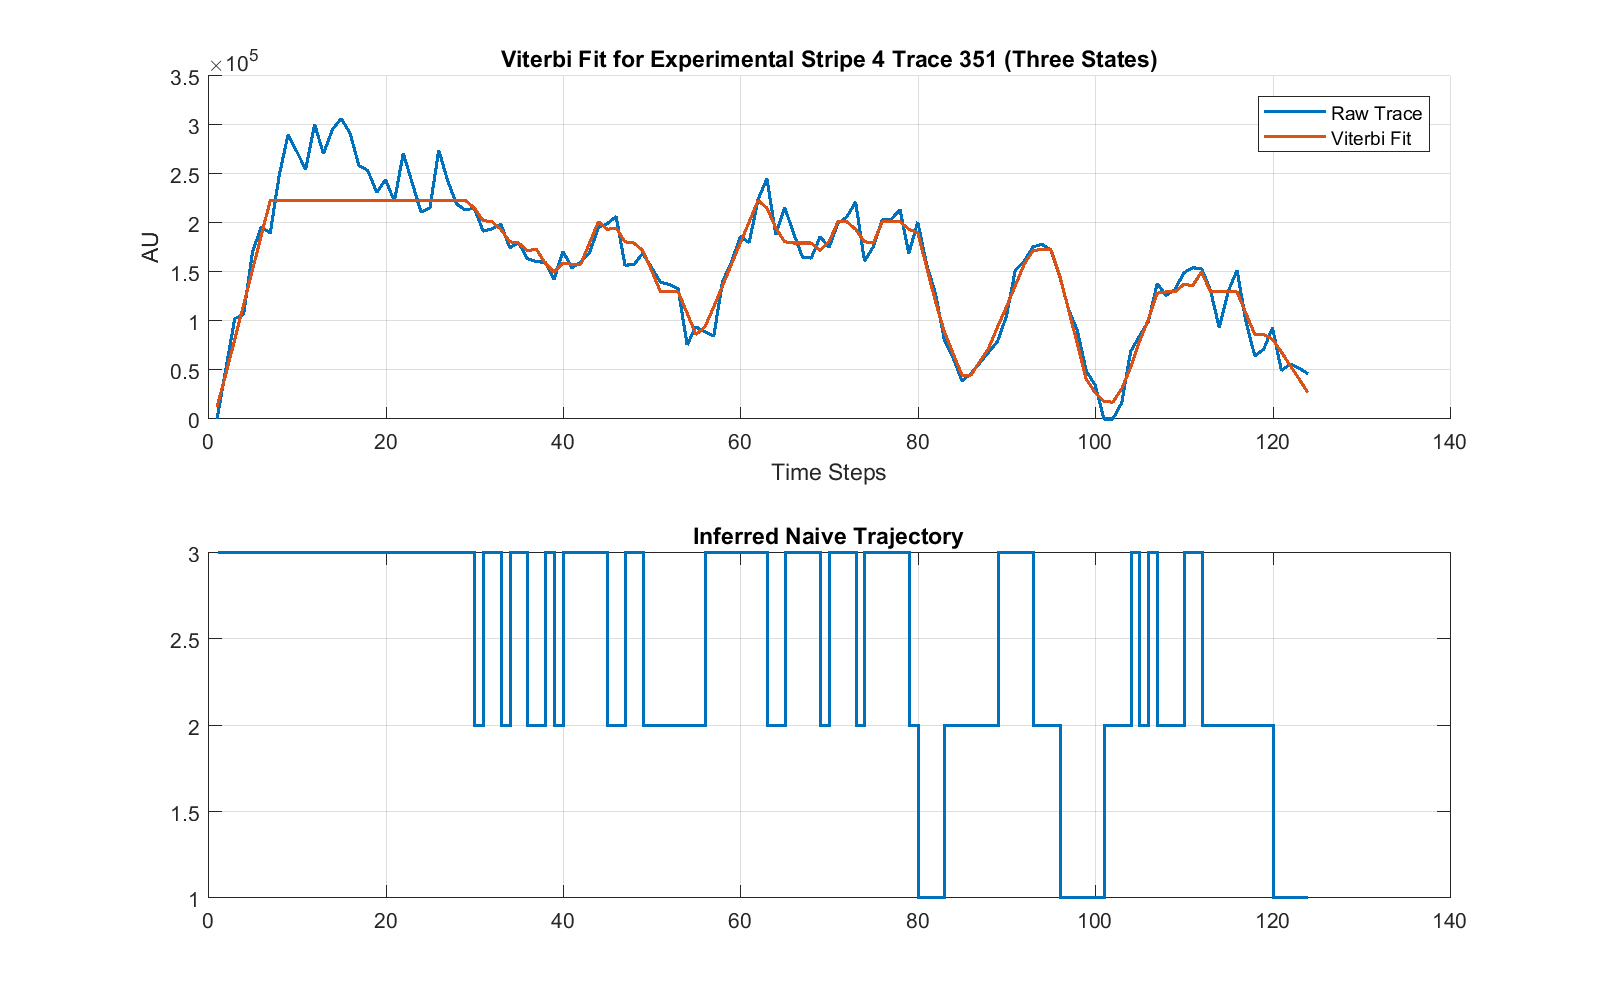 Viterbi Fit for Experimental Stripe 4 Trace 351 (Three States)
×10^5
3.5
3
2.5
2
1.5
1
0.5
0
AU
Raw Trace
Viterbi Fit
0 20 40 60 80 100 120 140
Time Steps
Inferred Naive Trajectory
3
2.5
2
1.5
1
0 20 40 60 80 100 120 140